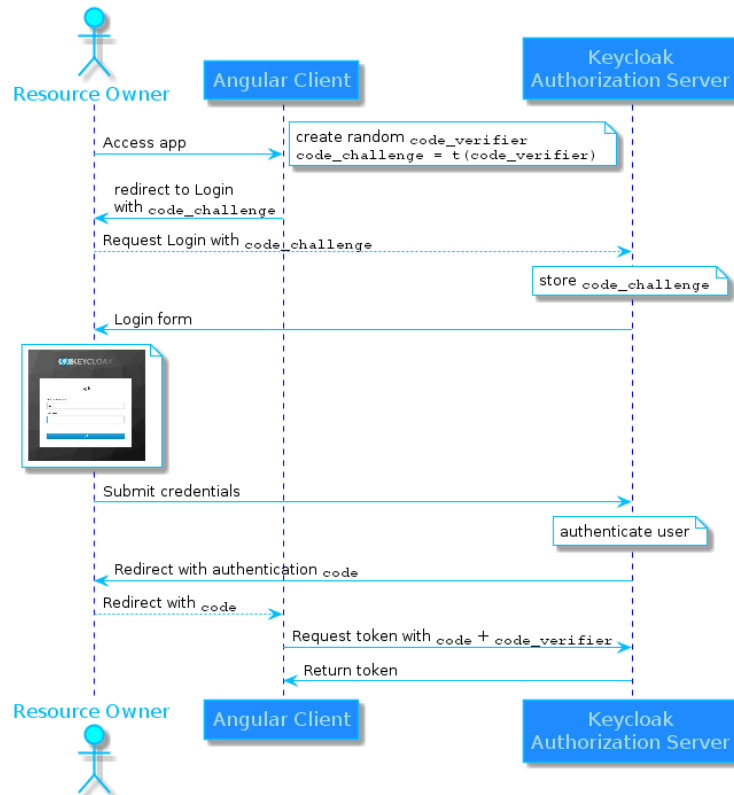 Resource Owner
Angular Client
Keycloak
Authorization Server
Access app
create random code_verifier
code_challenge = t(code_verifier)
redirect to Login
with code_challenge
Request Login with code_challenge
store code_challenge
Login form
KEYCLOAK
Submit credentials
authenticate user
Redirect with authentication code
Redirect with code
Request token with code + code_verifier
Return token
Resource Owner
Angular Client
Keycloak
Authorization Server